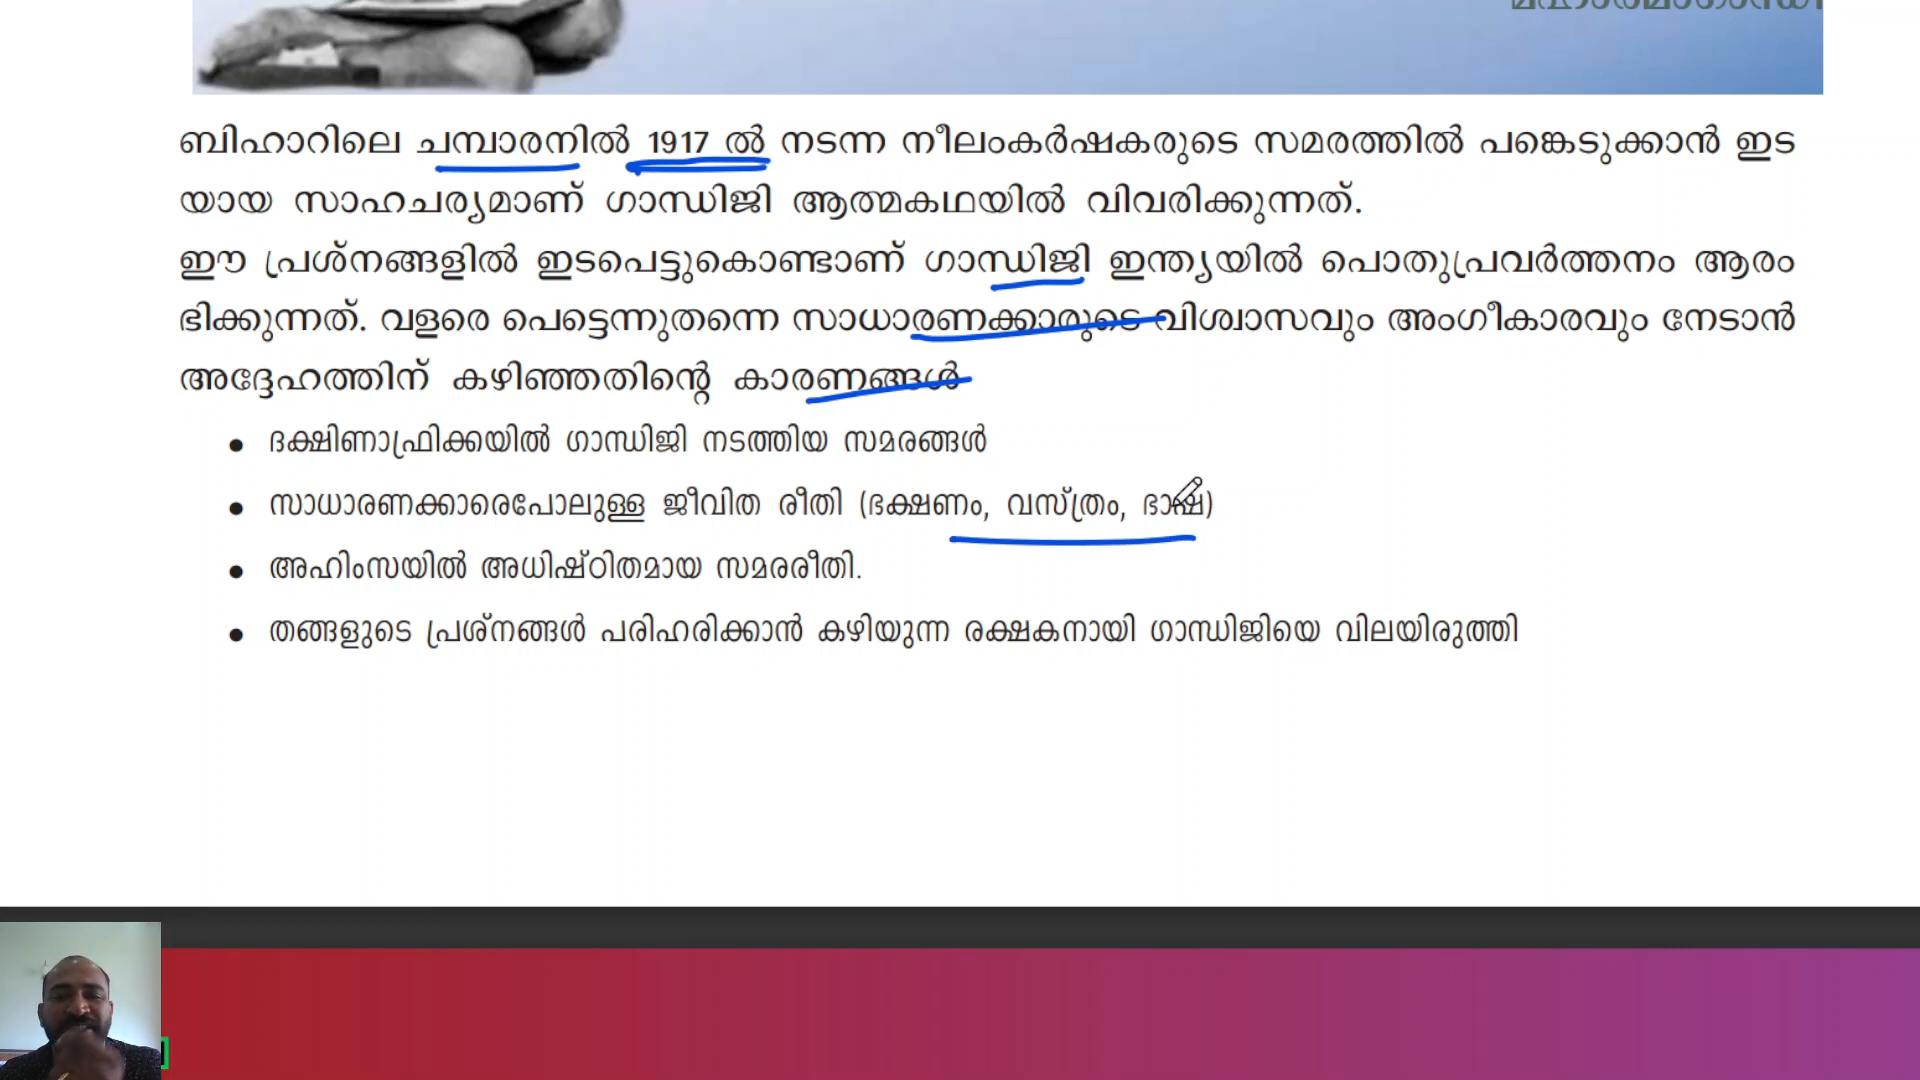 മഹാത്മാഗാന്ധി
ബിഹാറിലെ ചമ്പാരനിൽ 1917 ൽ നടന്ന നീലംകർഷകരുടെ സമരത്തിൽ പങ്കെടുക്കാൻ ഇട
യായ സാഹചര്യമാണ് ഗാന്ധിജി ആത്മകഥയിൽ വിവരിക്കുന്നത്.
ഈ പ്രശ്നങ്ങളിൽ ഇടപെട്ടുകൊണ്ടാണ് ഗാന്ധിജി ഇന്ത്യയിൽ പൊതുപ്രവർത്തനം ആരം
ഭിക്കുന്നത്. വളരെ പെട്ടെന്നുതന്നെ സാധാരണക്കാരുടെ വിശ്വാസവും അംഗീകാരവും നേടാൻ
അദ്ദേഹത്തിന് കഴിഞ്ഞതിന്റെ കാരണങ്ങൾ
• ദക്ഷിണാഫ്രിക്കയിൽ ഗാന്ധിജി നടത്തിയ സമരങ്ങൾ
• സാധാരണക്കാരെപോലുള്ള ജീവിത രീതി (ഭക്ഷണം, വസ്ത്രം, ഭാഷ)
• അഹിംസയിൽ അധിഷ്ഠിതമായ സമരരീതി.
• തങ്ങളുടെ പ്രശ്നങ്ങൾ പരിഹരിക്കാൻ കഴിയുന്ന രക്ഷകനായി ഗാന്ധിജിയെ വിലയിരുത്തി